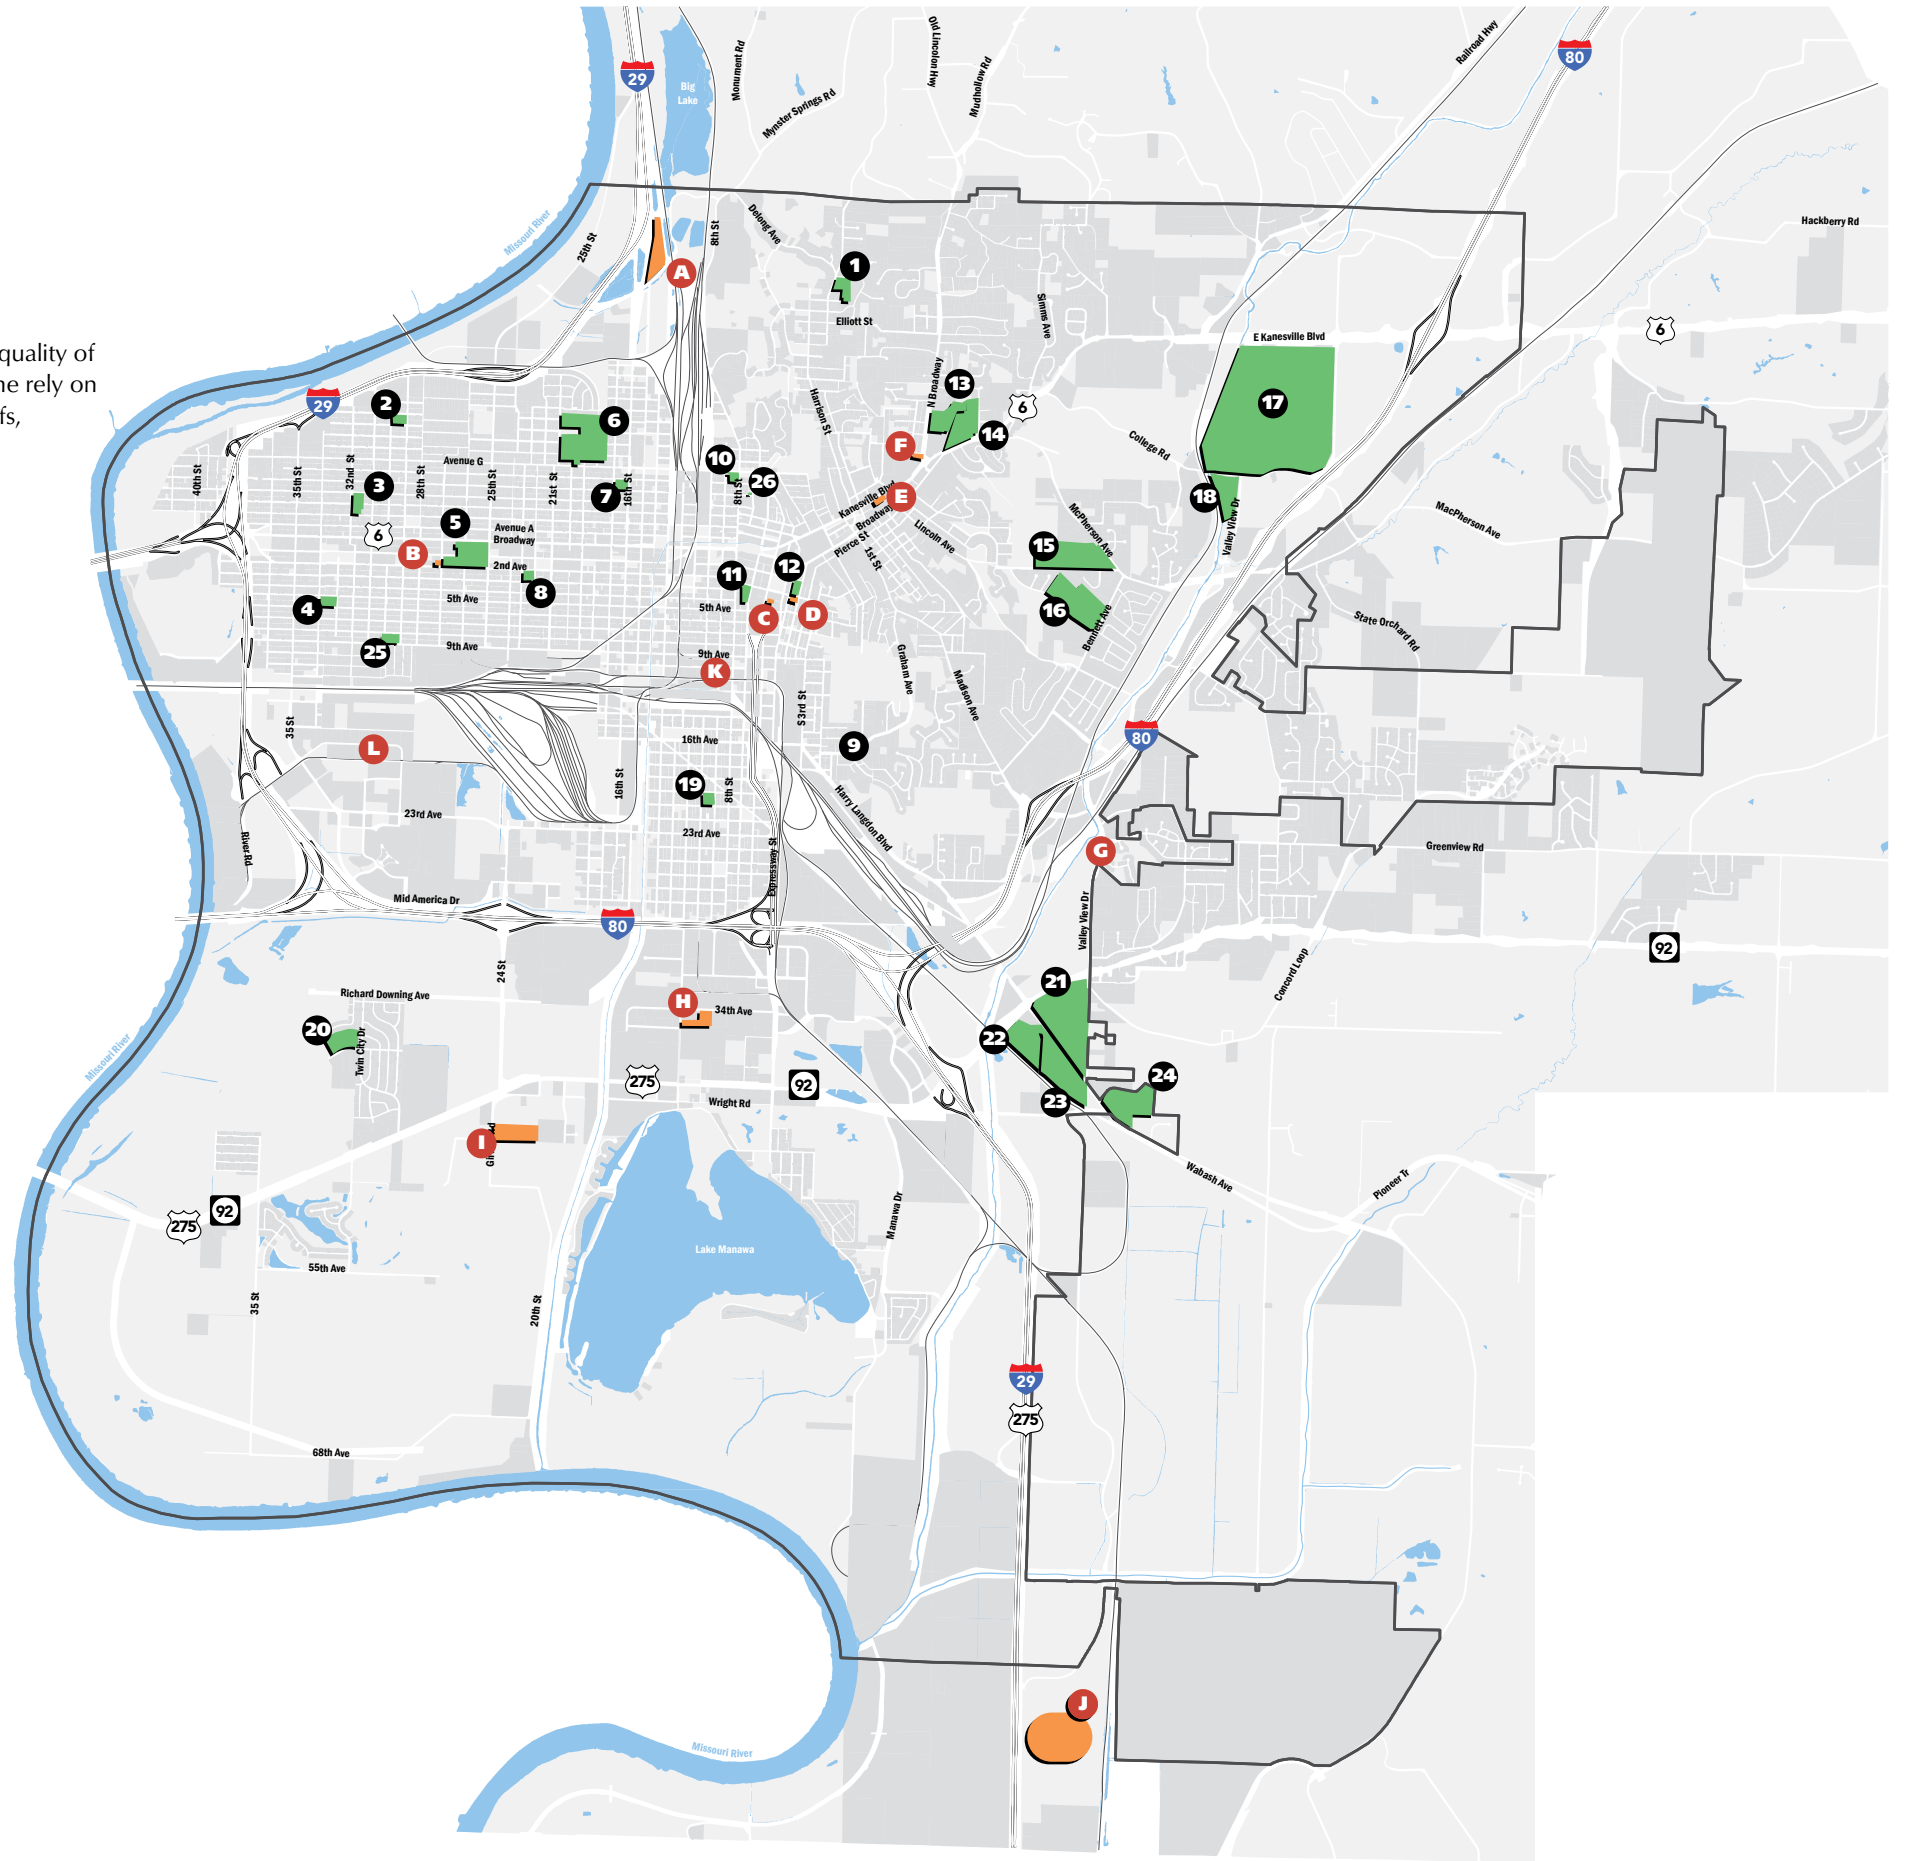 quality of
ne rely on
fs,
29
Big
Lake
Monument Rd
Mynster Springs Rd
Old Lincolon Hwy
Mudhollow Rd
Railroad Hwy
80
Missouri River
25th St
8th St
Delong Ave
Hackberry Rd
A
1
Elliott St
Simms Ave
E Kanesville Blvd
6
29
2
6
Harrison St
N Broadway
13
6
14
17
F
College Rd
40th St
35th St
32nd St
Avenue G
28th St
25th St
21st St
16th St
10
26
8th St
3
7
18
Valley View Dr
Kanesville Blvd
E
Broadway
Lincoln Ave
McPherson Ave
MacPherson Ave
6
5
Avenue A
Broadway
B
2nd Ave
Pierce St
1st St
15
8
11
12
4
5th Ave
5th Ave
C
D
16
Bennett Ave
State Orchard Rd
25
9th Ave
9th Ave
K
Graham Ave
Madison Ave
35 St
S 3rd St
L
16th Ave
9
80
16th St
19
8th St
23rd Ave
23rd Ave
Harry Langdon Blvd
River Rd
Expressway St
G
Greenview Rd
Mid America Dr
80
Valley View Dr
92
24 St
Concord Loop
Richard Downing Ave
H
34th Ave
21
20
Twin City Dr
22
Missouri River
275
92
24
Wright Rd
23
I
Wabash Ave
Pioneer Tr
275
92
Manawa Dr
Lake Manawa
55th Ave
35 St
20th St
29
275
68th Ave
J
Missouri River